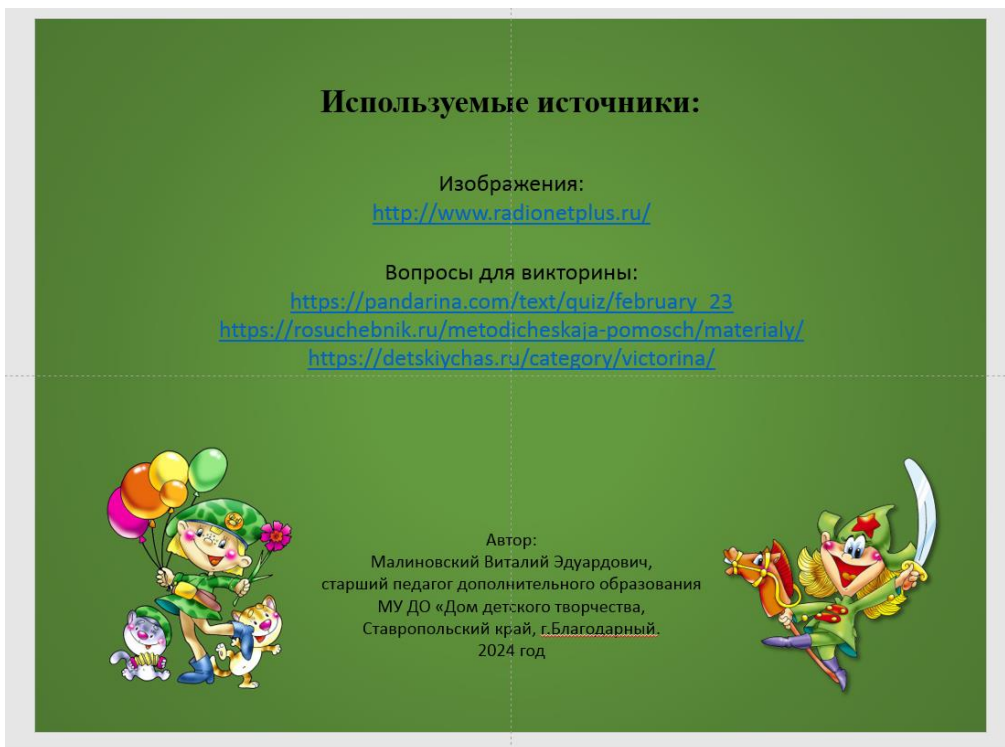 Используемые источники:
Изображения:
http://www.radionetplus.ru/
Вопросы для викторины:
https://pandarina.com/text/quiz/february_23
https://rosuchebnik.ru/metodicheskaja-pomosch/materialy/
https://detskiychas.ru/category/victorina/
Автор:
Малиновский Виталий Эдуардович,
старший педагог дополнительного образования
МУ ДО «Дом детского творчества,
Ставропольский край, г.Благодарный.
2024 год